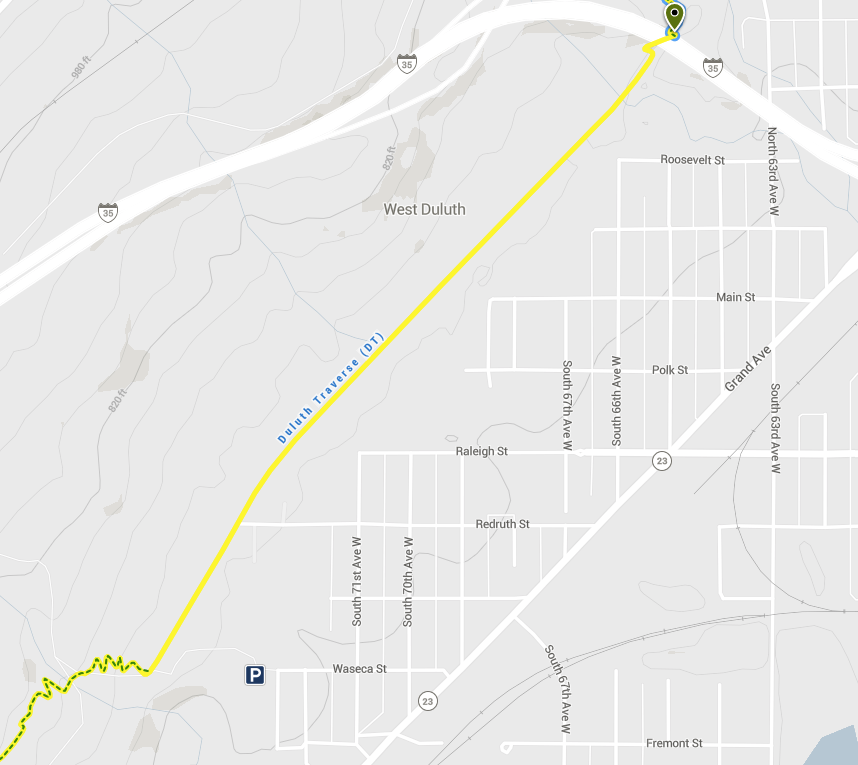 35
35
980 ft
North 63rd Ave W
Roosevelt St
820 ft
35
West Duluth
Main St
Duluth Traverse (DT)
Grand Ave
Polk St
South 67th Ave W
South 66th Ave W
820 ft
South 63rd Ave W
Raleigh St
23
Redruth St
South 71st Ave W
South 70th Ave W
P
Waseca St
South 67th Ave W
23
Fremont St